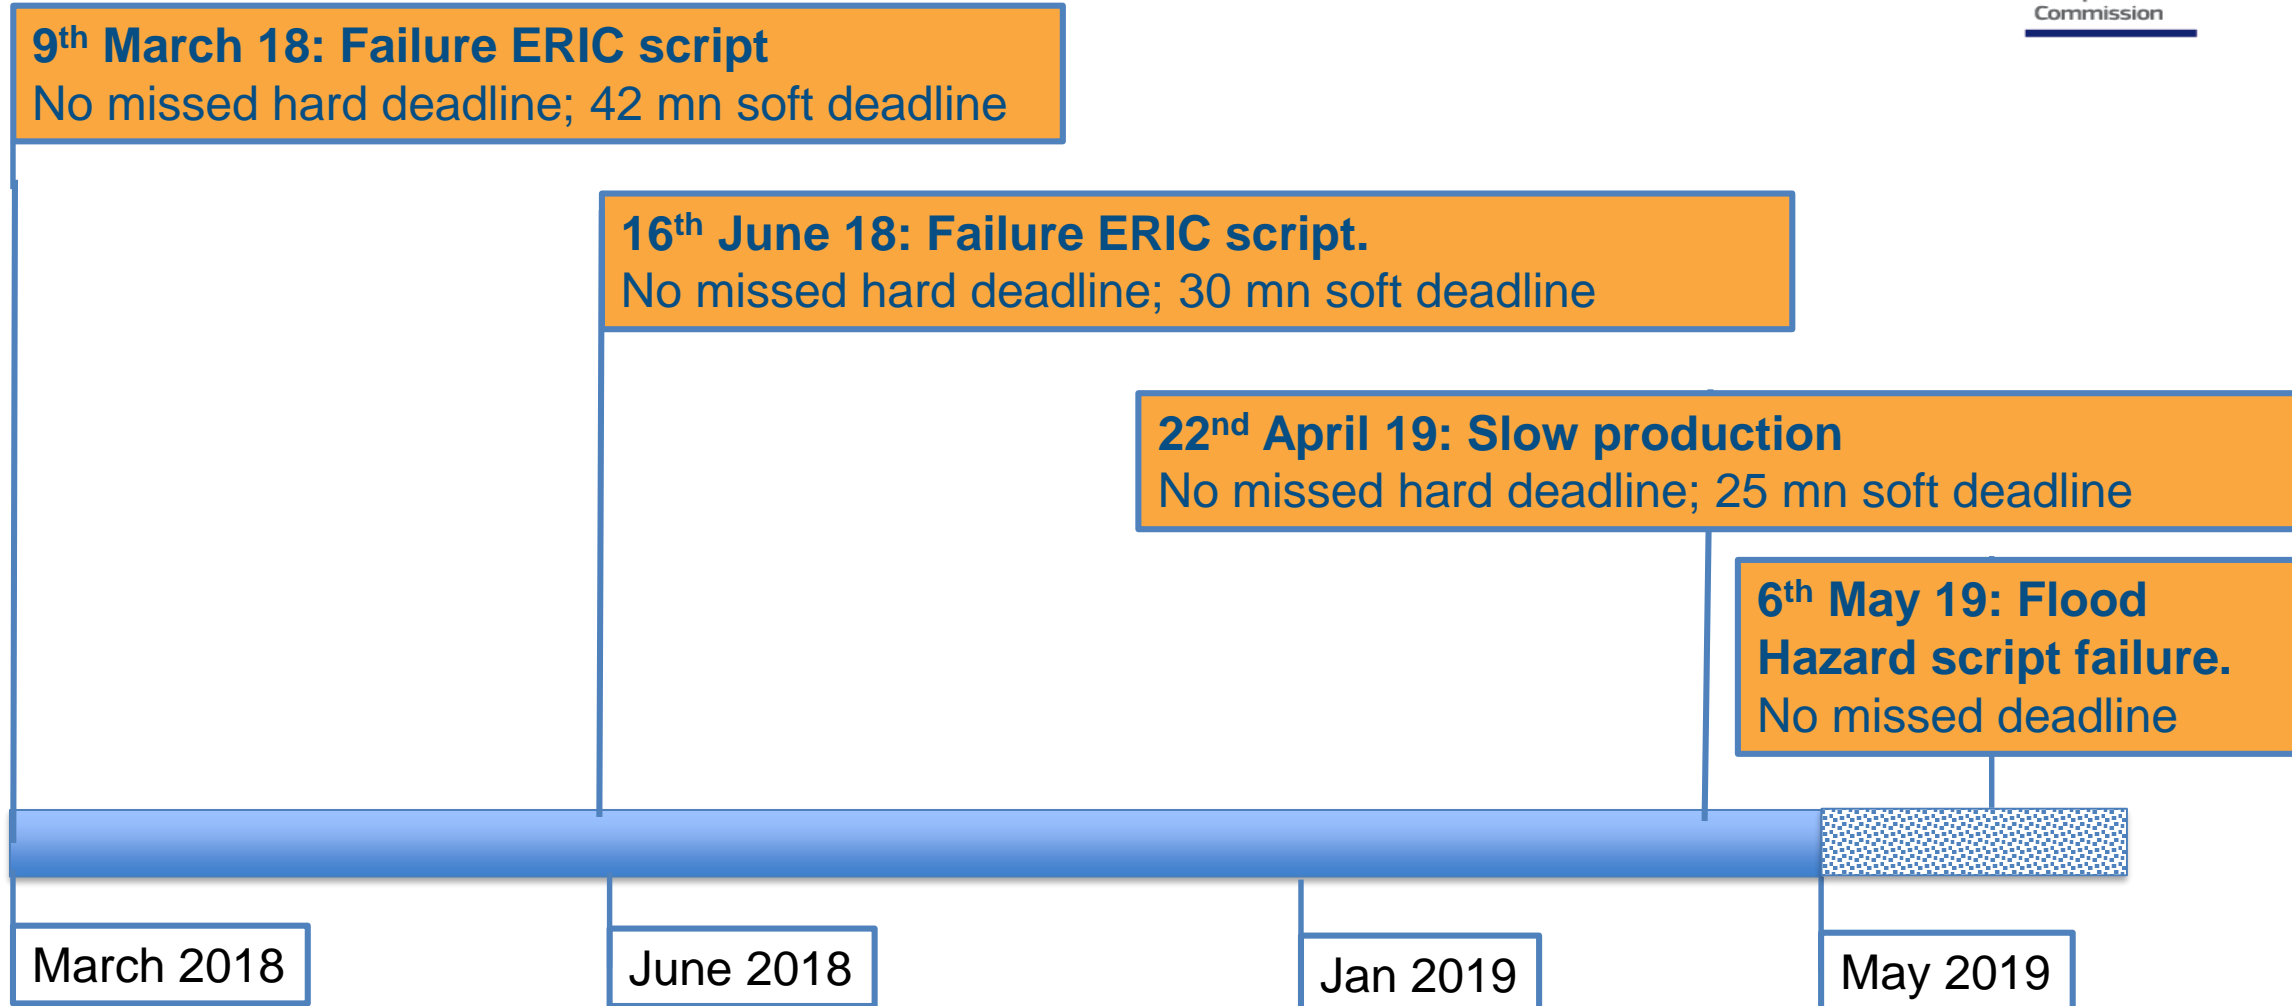 Commission
9th March 18: Failure ERIC script
No missed hard deadline; 42 mn soft deadline
16th June 18: Failure ERIC script.
No missed hard deadline; 30 mn soft deadline
22nd April 19: Slow production
No missed hard deadline; 25 mn soft deadline
6th May 19: Flood
Hazard script failure.
No missed deadline
March 2018
June 2018
Jan 2019
May 2019